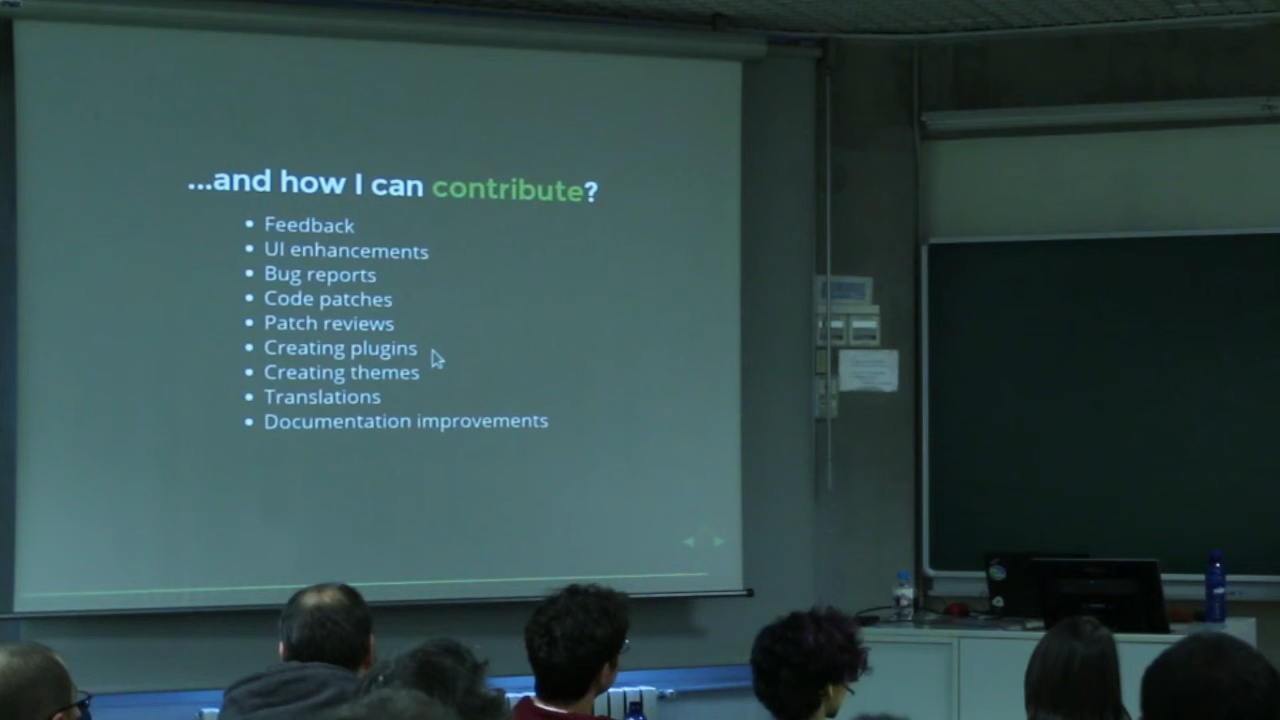 ...and how I can contribute?
• Feedback
• UI enhancements
• Bug reports
• Code patches
• Patch reviews
• Creating plugins
• Creating themes
• Translations
• Documentation improvements